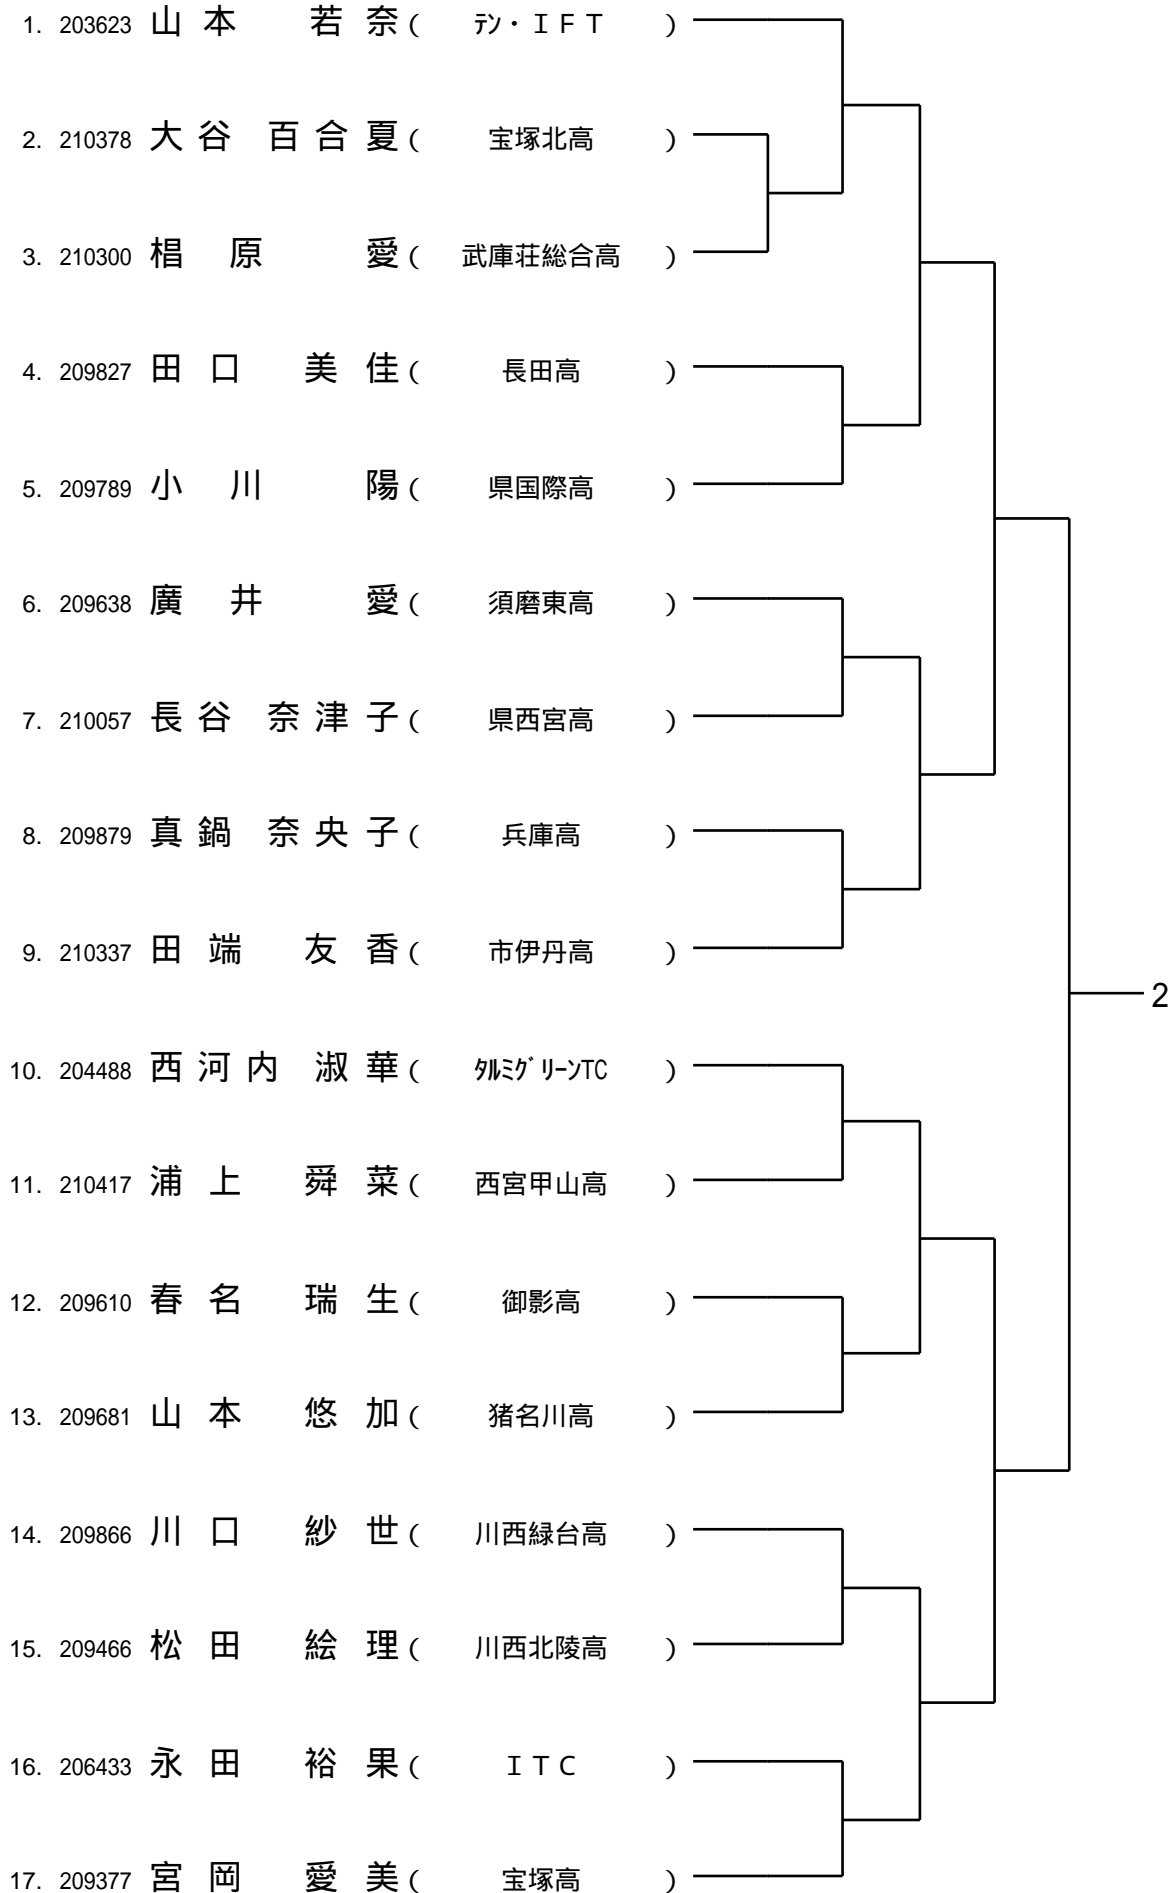 1. 203623 山本 若奈 ( テン・ＩＦＴ )
2. 210378 大谷 百合夏 ( 宝塚北高 )
3. 210300 椙原 愛 ( 武庫荘総合高 )
4. 209827 田口 美佳 ( 長田高 )
5. 209789 小川 陽 ( 県国際高 )
6. 209638 廣井 愛 ( 須磨東高 )
7. 210057 長谷 奈津子 ( 県西宮高 )
8. 209879 真鍋 奈央子 ( 兵庫高 )
9. 210337 田端 友香 ( 市伊丹高 )
2
10. 204488 西河内 淑華 ( ﾀﾙﾐｸﾞﾘｰﾝTC )
11. 210417 浦上 舜菜 ( 西宮甲山高 )
12. 209610 春名 瑞生 ( 御影高 )
13. 209681 山本 悠加 ( 猪名川高 )
14. 209866 川口 紗世 ( 川西緑台高 )
15. 209466 松田 絵理 ( 川西北陵高 )
16. 206433 永田 裕果 ( ＩＴＣ )
17. 209377 宮岡 愛美 ( 宝塚高 )